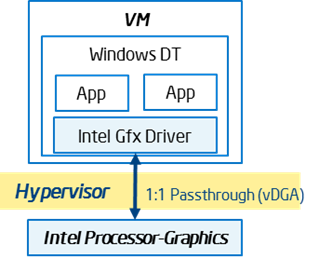 VM
Windows DT
App App
Intel Gfx Driver
Hypervisor 1:1 Passthrough (vDGA)
Intel Processor-Graphics